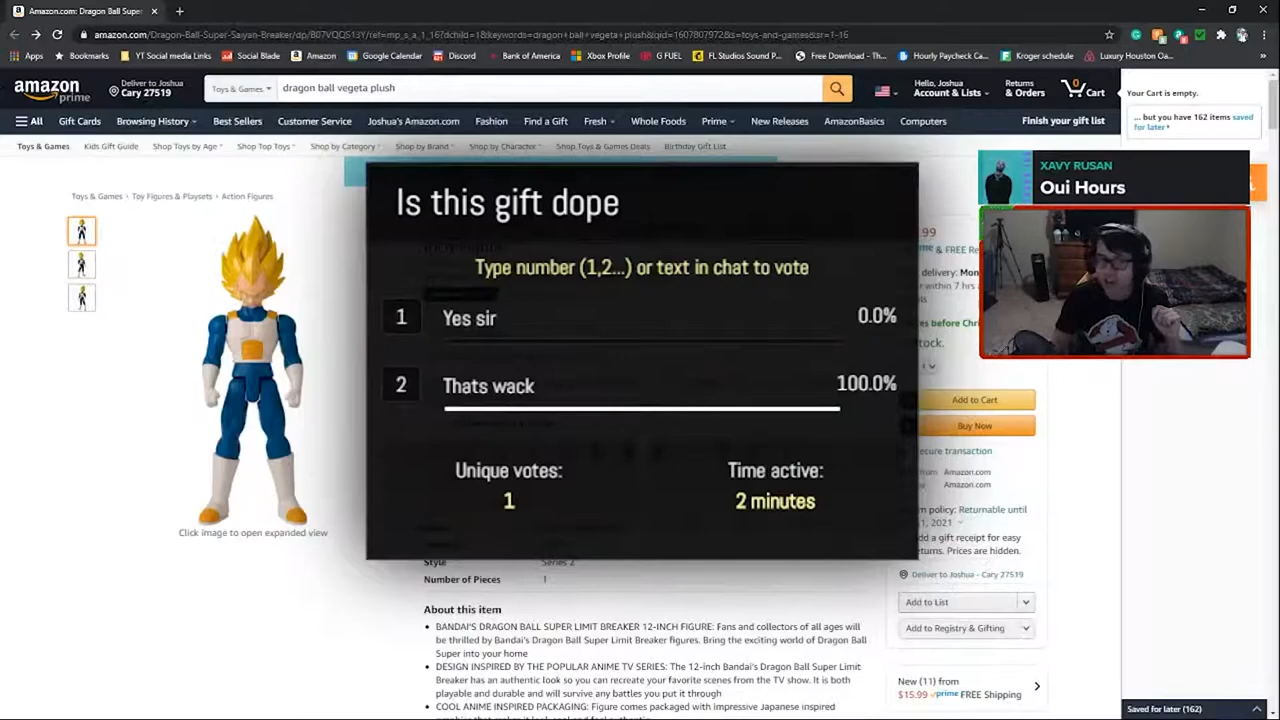 Amazon.com: Dragon Ball Super
amazon.com/Dragon-Ball-Super-Saiyan-Breaker/dp/B07VQQS13Y/ref=mp_s_a_1_16?dchild=1&keywords=dragon+ball+vegeta+plush&qid=1607807972&s=toys-and-games&sr=1-16
Apps Bookmarks YT Social media Links Social Blade Amazon Google Calendar Bank of America Xbox Profile G FUEL FL Studios Sound P... Free Download - Th... Hourly Paycheck Ca... Kroger schedule Luxury Houston Oa...
amazon prime
Deliver to Joshua
Cary 27519
Toys & Games
dragon ball vegeta plush
Hello, Joshua
Account & Lists
Returns
& Orders
0
Cart
Your Cart is empty.
... but you have 162 items saved
for later
All Gift Cards Browsing History Best Sellers Customer Service Joshua's Amazon.com Fashion Find a Gift Fresh Whole Foods Prime New Releases AmazonBasics Computers Finish your gift list
Toys & Games Kids Gift Guide Shop Toys by Age Shop Top Toys Shop by Category Shop by Brand Shop by Character Shop Toys & Games Deals Birthday Gift List
Toys & Games › Toy Figures & Playsets › Action Figures
XAVY RUSAN
Oui Hours
Is this gift dope
Type number (1,2...) or text in chat to vote
1 Yes sir 0.0%
2 Thats wack 100.0%
Unique votes: Time active:
1 2 minutes
.99
& FREE Re
delivery: Mon
within 7 hrs
before Chri
tock.
Add to Cart
Buy Now
ecure transaction
Amazon.com
Amazon.com
policy: Returnable until
1, 2021
add a gift receipt for easy
eturns. Prices are hidden.
Deliver to Joshua - Cary 27519
Add to List
Add to Registry & Gifting
New (11) from
$15.99 prime FREE Shipping
Click image to open expanded view
Style Series 2
Number of Pieces 1
About this item
• BANDAI'S DRAGON BALL SUPER LIMIT BREAKER 12-INCH FIGURE: Fans and collectors of all ages will
be thrilled by Bandai's Dragon Ball Super Limit Breaker figures. Bring the exciting world of Dragon Ball
Super into your home
• DESIGN INSPIRED BY THE POPULAR ANIME TV SERIES: The 12-inch Bandai's Dragon Ball Super Limit
Breaker has an authentic look so you can recreate your favorite scenes from the TV show. It is both
playable and durable and will survive any battles you put it through
• COOL ANIME INSPIRED PACKAGING: Figure comes packaged with impressive Japanese inspired
Saved for later (162)